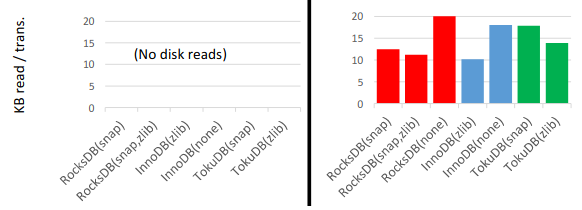 KB read / trans.
20
15
10
5
0
(No disk reads)
RocksDB(snap)
RocksDB(snap,zlib)
InnoDB(zlib)
InnoDB(none)
TokuDB(snap)
TokuDB(zlib)
20
15
10
5
0
RocksDB(snap)
RocksDB(snap,zlib)
RocksDB(none)
InnoDB(zlib)
InnoDB(none)
TokuDB(snap)
TokuDB(zlib)